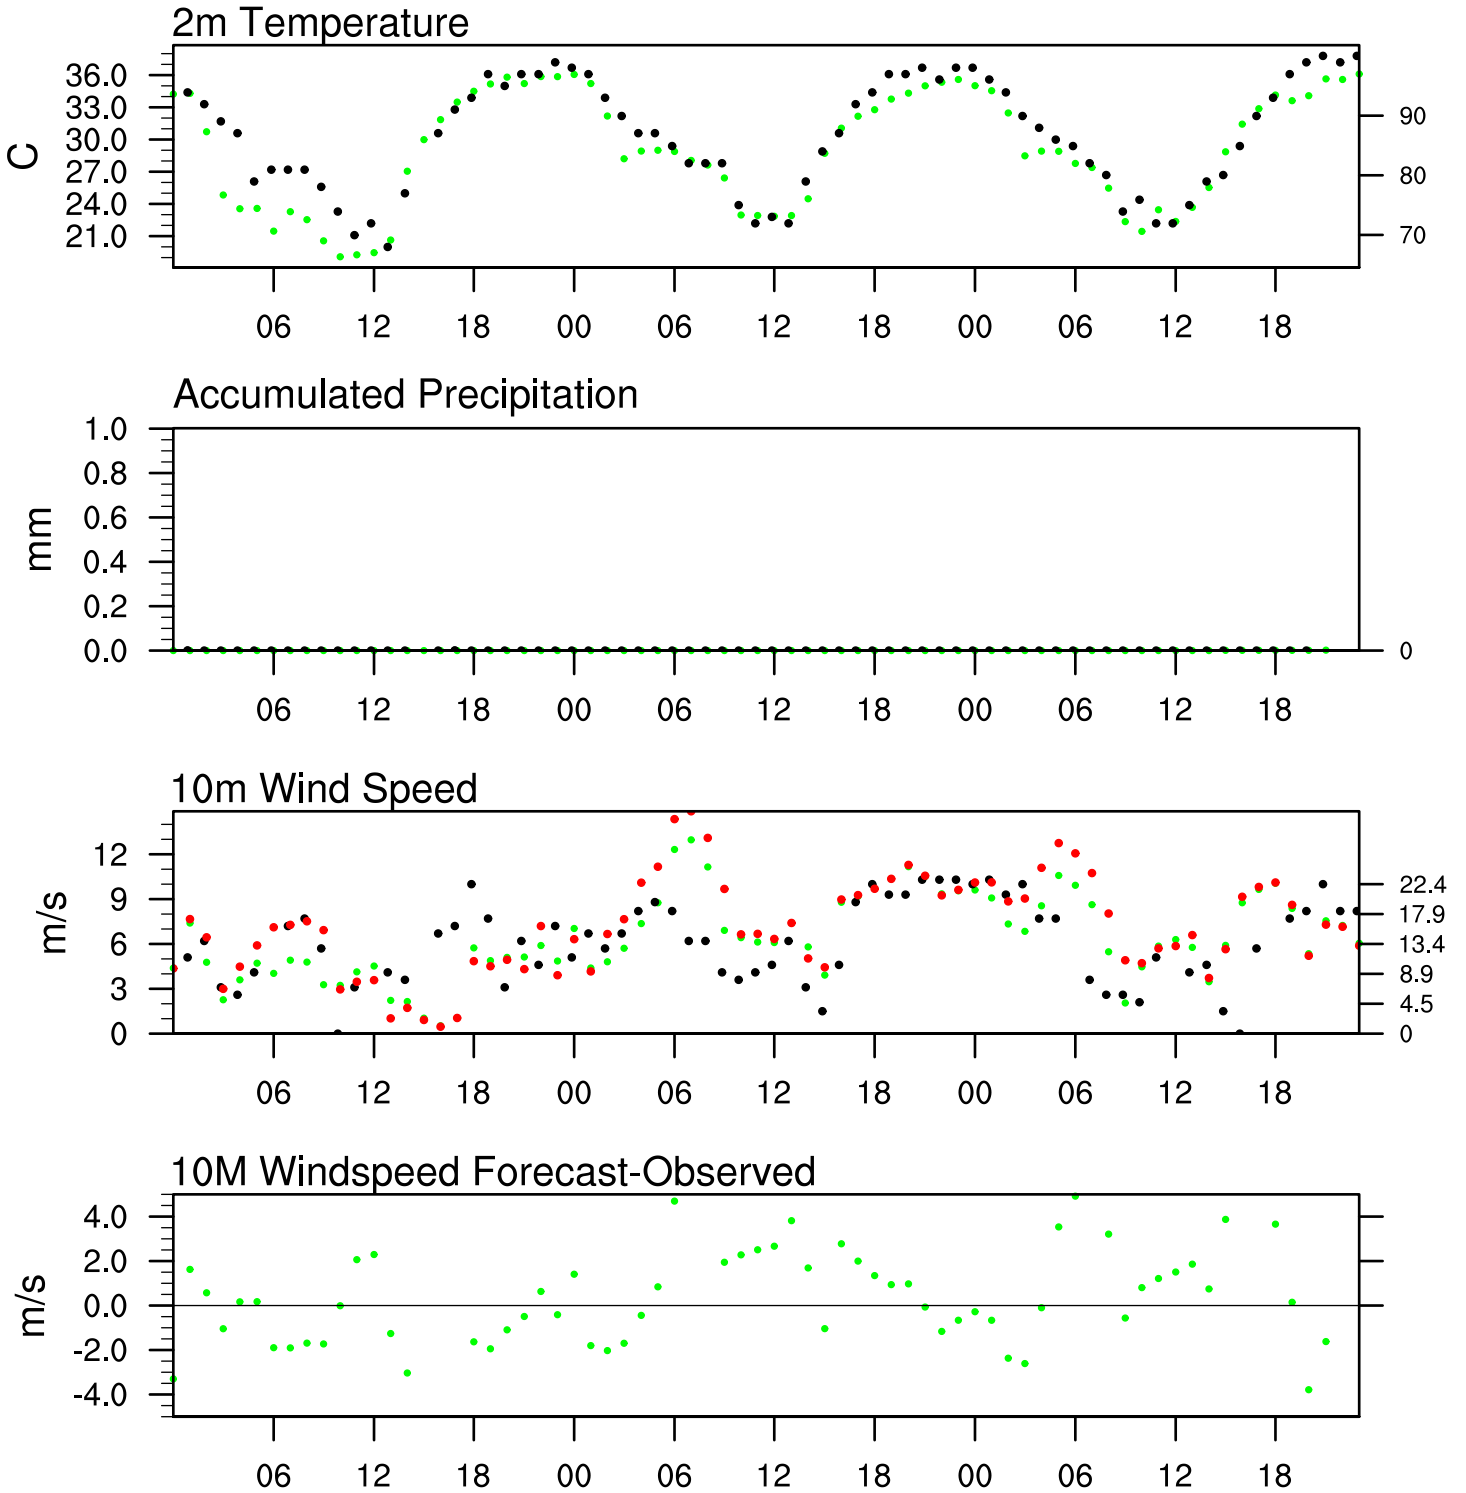 2m Temperature
36.0
33.0
30.0
27.0
24.0
21.0
C
90
80
70
06 12 18 00 06 12 18 00 06 12 18
Accumulated Precipitation
1.0
0.8
0.6
0.4
0.2
0.0
mm
0
06 12 18 00 06 12 18 00 06 12 18
10m Wind Speed
12
9
6
3
0
m/s
22.4
17.9
13.4
8.9
4.5
0
06 12 18 00 06 12 18 00 06 12 18
10M Windspeed Forecast-Observed
4.0
2.0
0.0
-2.0
-4.0
m/s
06 12 18 00 06 12 18 00 06 12 18